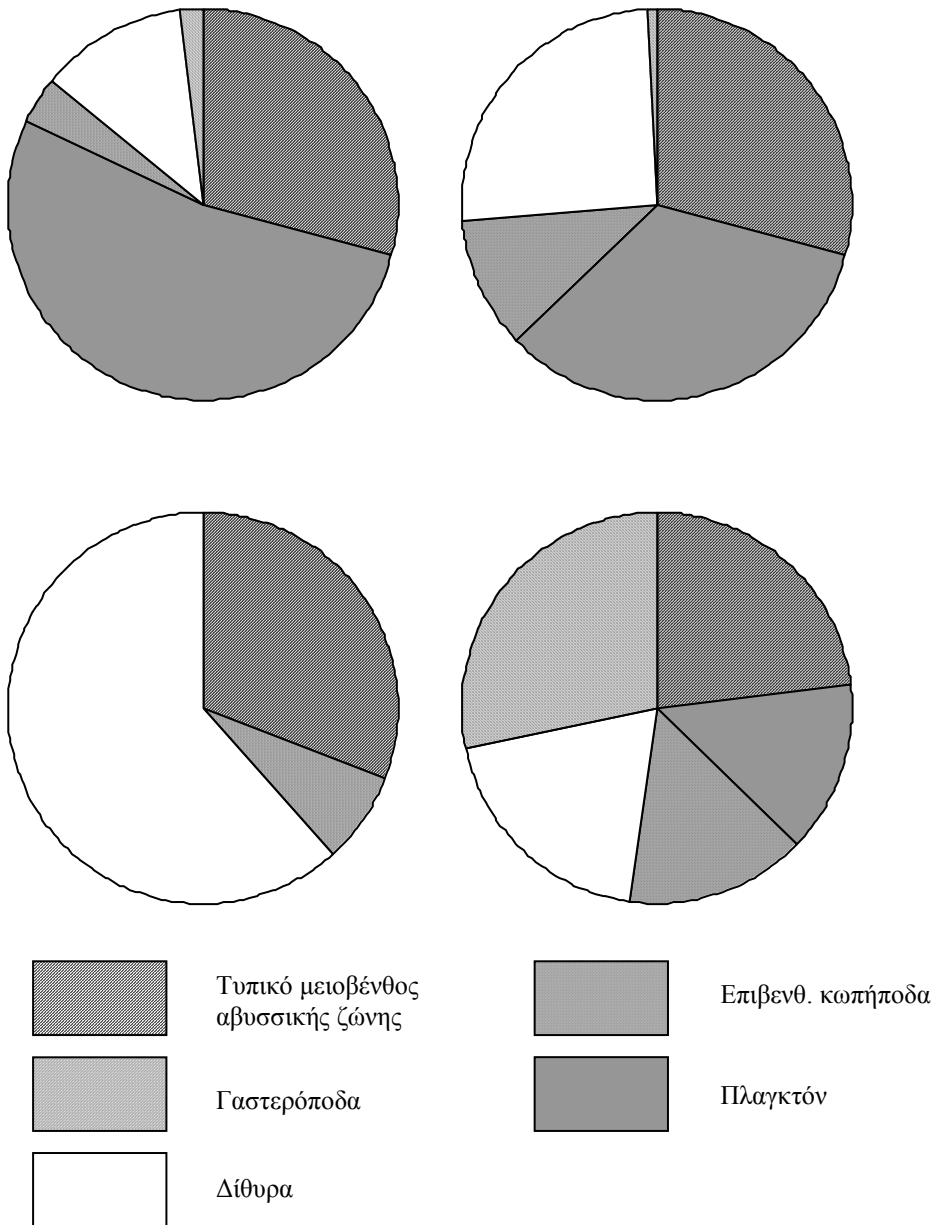 Τυπικό μειοβένθος
αβυσσικής ζώνης
Επιβενθ. κωπήποδα
Γαστερόποδα
Πλαγκτόν
Δίθυρα